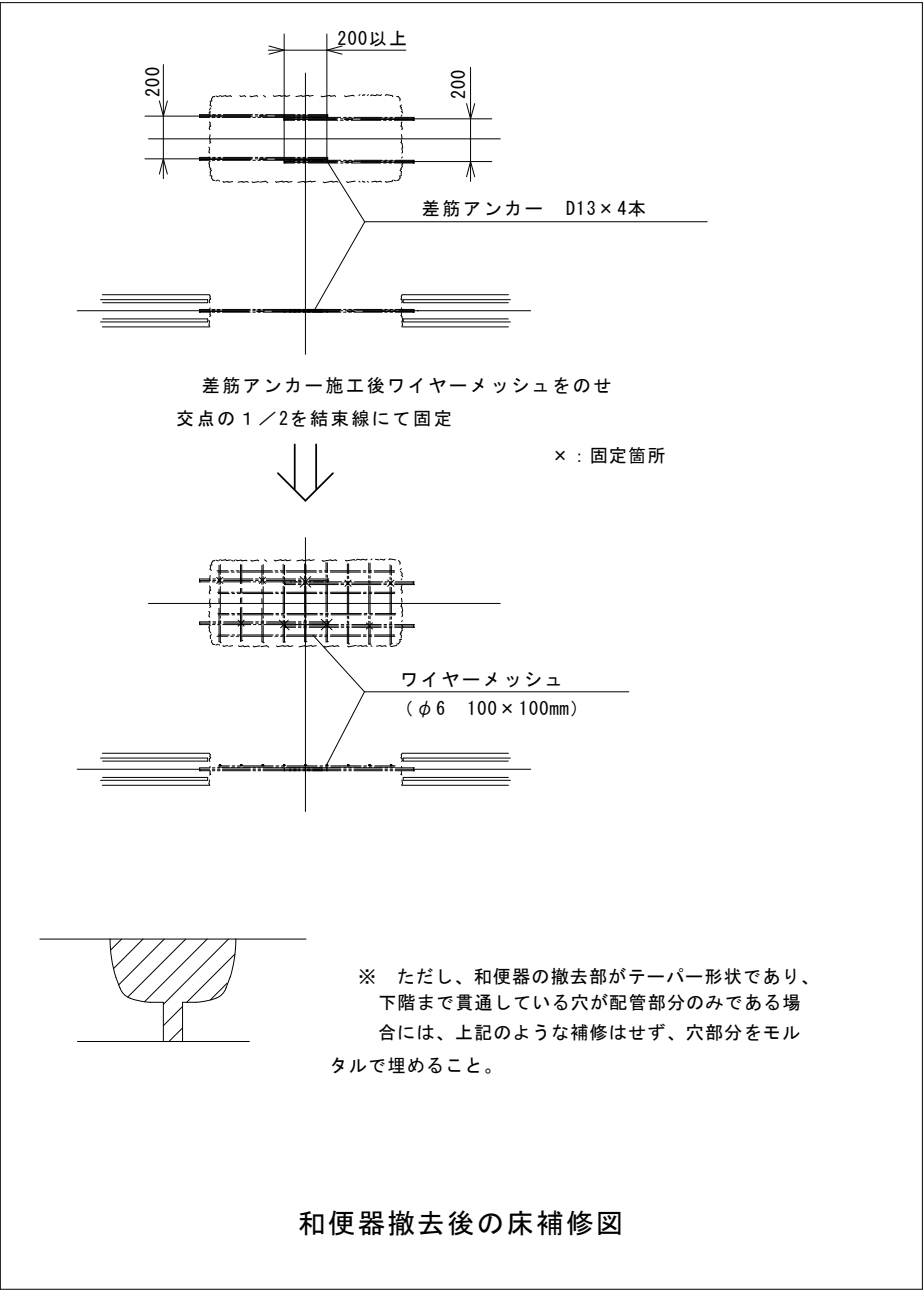 200以上
200
200
差筋アンカー　D13×4本
差筋アンカー施工後ワイヤーメッシュをのせ
交点の１／2を結束線にて固定
×：固定箇所
ワイヤーメッシュ
（φ6　100×100mm）
※　ただし、和便器の撤去部がテーパー形状であり、
下階まで貫通している穴が配管部分のみである場
合には、上記のような補修はせず、穴部分をモル
タルで埋めること。
和便器撤去後の床補修図